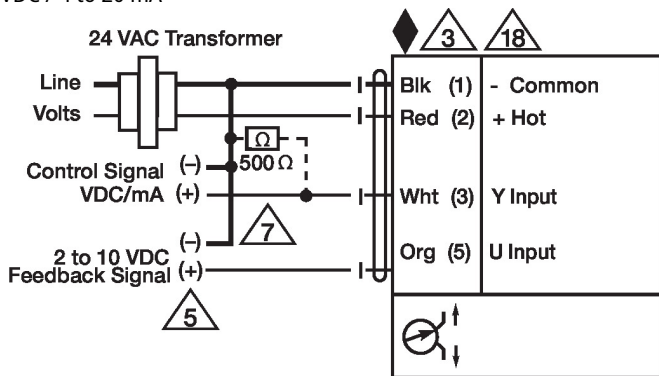 VDC / 4 to 20 mA
24 VAC Transformer
3
18
Line
Volts
Blk (1) - Common
Red (2) + Hot
Ω
500 Ω
Control Signal (–)
VDC/mA (+)
Wht (3) Y Input
7
(–)
2 to 10 VDC
Feedback Signal (+)
Org (5) U Input
5